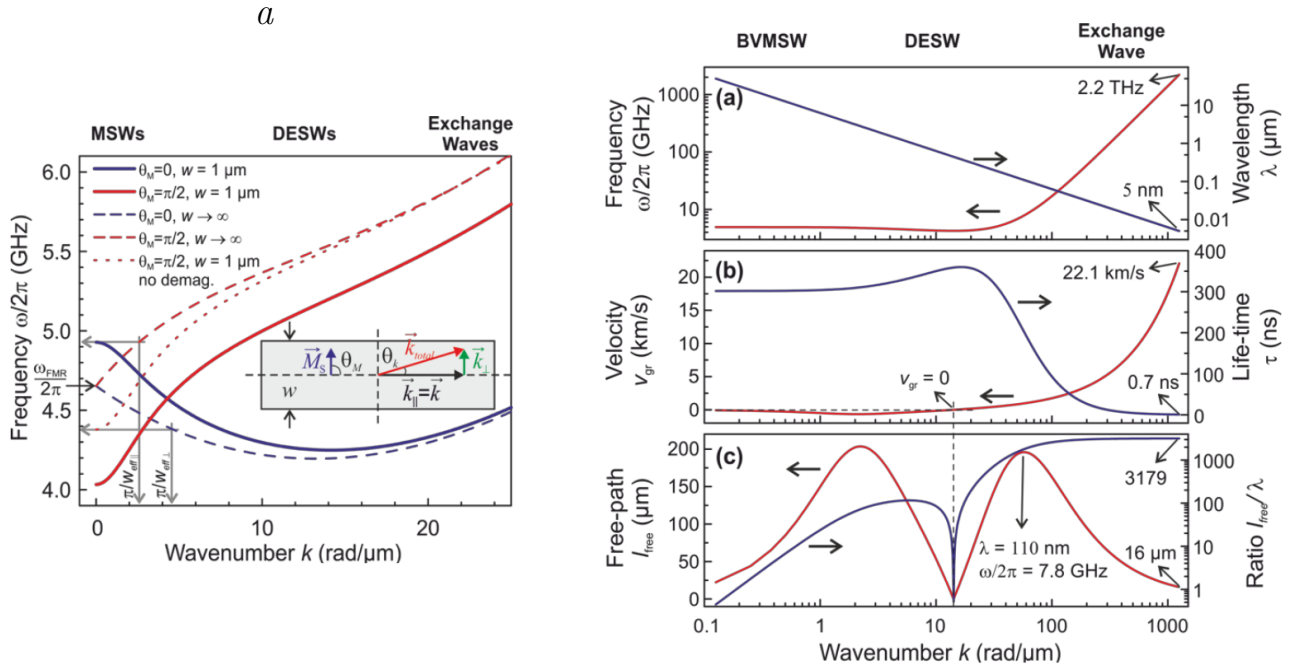 a
MSWs DESWs Exchange
Waves
Frequency ω/2π (GHz)
6.0
5.5
5.0
4.5
4.0
θM=0, w = 1 µm
θM=π/2, w = 1 µm
θM=0, w → ∞
θM=π/2, w → ∞
θM=π/2, w = 1 µm
no demag.
ωFMR
2π
M⃗S θM θk k⃗total k⃗⊥
w k⃗||=k⃗
π/weff|| π/weff⊥
0 10 20
Wavenumber k (rad/µm)
BVMSW DESW Exchange
Wave
(a)
Frequency
ω/2π (GHz)
1000
100
10
2.2 THz
5 nm
10
1
0.1
0.01
Wavelength
λ (µm)
(b)
Velocity
vgr (km/s)
20
15
10
5
0
22.1 km/s
vgr = 0
0.7 ns
400
300
200
100
0
Life-time
τ (ns)
(c)
Free-path
lfree (µm)
200
150
100
50
0
λ = 110 nm
ω/2π = 7.8 GHz
3179
16 µm
1000
100
10
1
Ratio lfree/λ
0.1 1 10 100 1000
Wavenumber k (rad/µm)